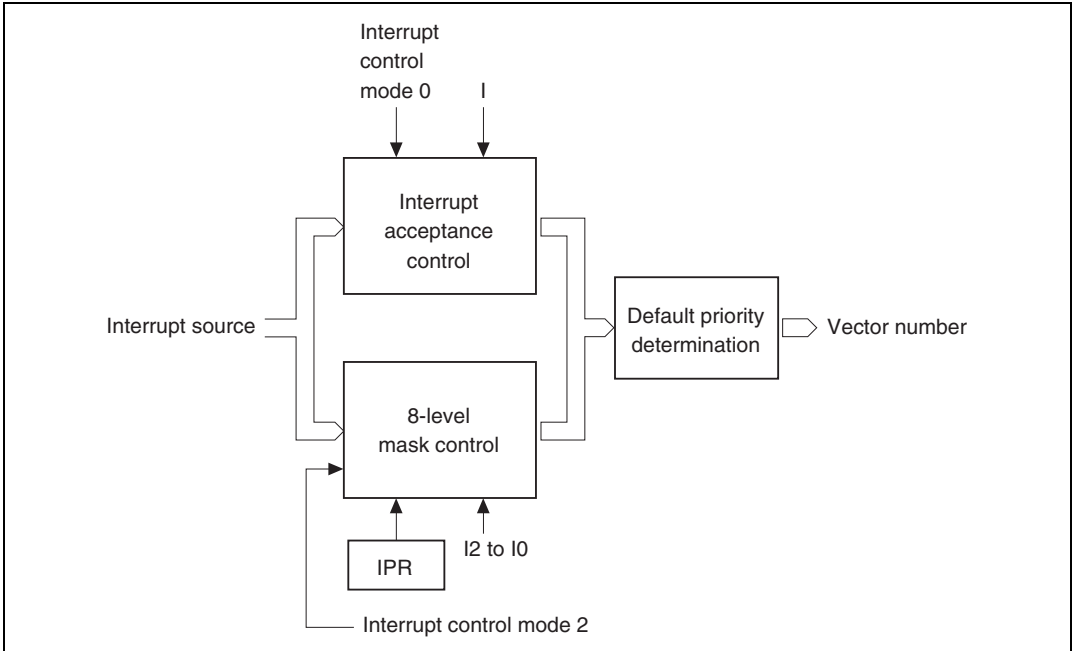 Interrupt
control
mode 0
I
Interrupt
acceptance
control
Interrupt source
Default priority
determination
Vector number
8-level
mask control
I2 to I0
IPR
Interrupt control mode 2